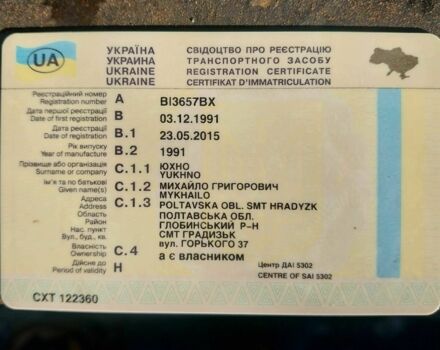 UA
УКРАЇНА
УКРАИНА
UKRAINE
UKRAINE
СВІДОЦТВО ПРО РЕЄСТРАЦІЮ
ТРАНСПОРТНОГО ЗАСОБУ
REGISTRATION CERTIFICATE
CERTIFICAT D'IMMATRICULATION
Реєстраційний номер
Registration number
A
BI3657BX
Дата першої реєстрації
Date of first registration
B
03.12.1991
Дата реєстрації
Date of registration
B.1
23.05.2015
Рік випуску
Year of manufacture
B.2
1991
Прізвище або організація
Surname or company
C.1.1
ЮХНО
YUKHNO
Ім'я та по батькові
Given name(s)
C.1.2
МИХАЙЛО ГРИГОРОВИЧ
MYKHAILO
Адреса
Address
C.1.3
POLTAVSKA OBL. SMT HRADYZK
Область
ПОЛТАВСЬКА ОБЛ.
Район
ГЛОБИНСЬКИЙ Р-Н
Нас. пункт
СМТ ГРАДИЗЬК
Вул., буд., кв.
вул. ГОРЬКОГО 37
Власність
Ownership
C.4
а є власником
Дійсне до
Period of validity
H
Центр ДАІ 5302
CENTRE OF SAI 5302
CXT 122360